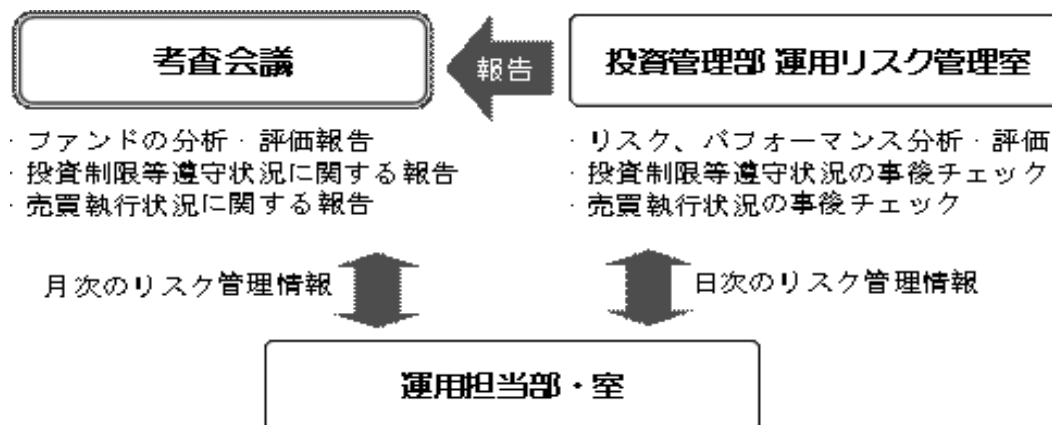 考査会議
報告
投資管理部 運用リスク管理室
・ファンドの分析・評価報告
・投資制限等遵守状況に関する報告
・売買執行状況に関する報告
・リスク、パフォーマンス分析・評価
・投資制限等遵守状況の事後チェック
・売買執行状況の事後チェック
月次のリスク管理情報
日次のリスク管理情報
運用担当部・室